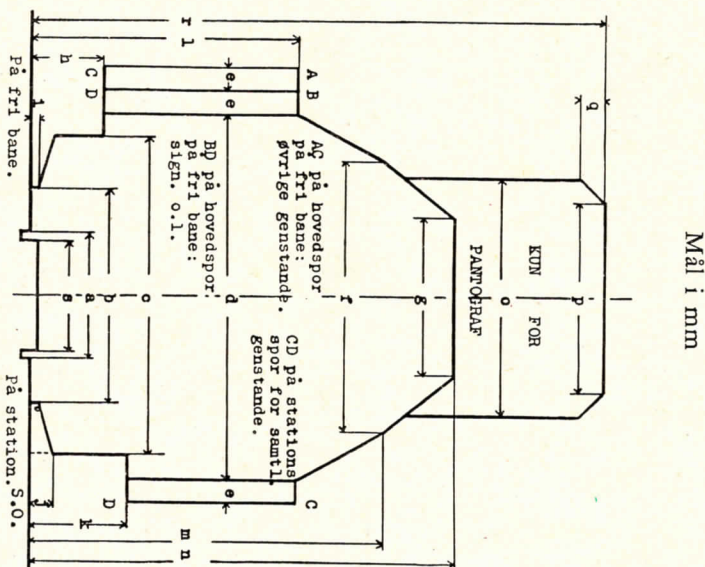 Mål i mm
KUN FOR
PANTOGRAF
AC på hovedspor
på fri bane:
øvrige genstande.
BD på hovedspor
på fri bane:
sign. o.l.
CD på stations
spor for samtl.
genstande.
På fri bane.
På station.
S.O.
A B
C D
C
D
a
b
c
d
e
e
e
f
g
h
i
j
k
l
m
n
o
p
q
r
s